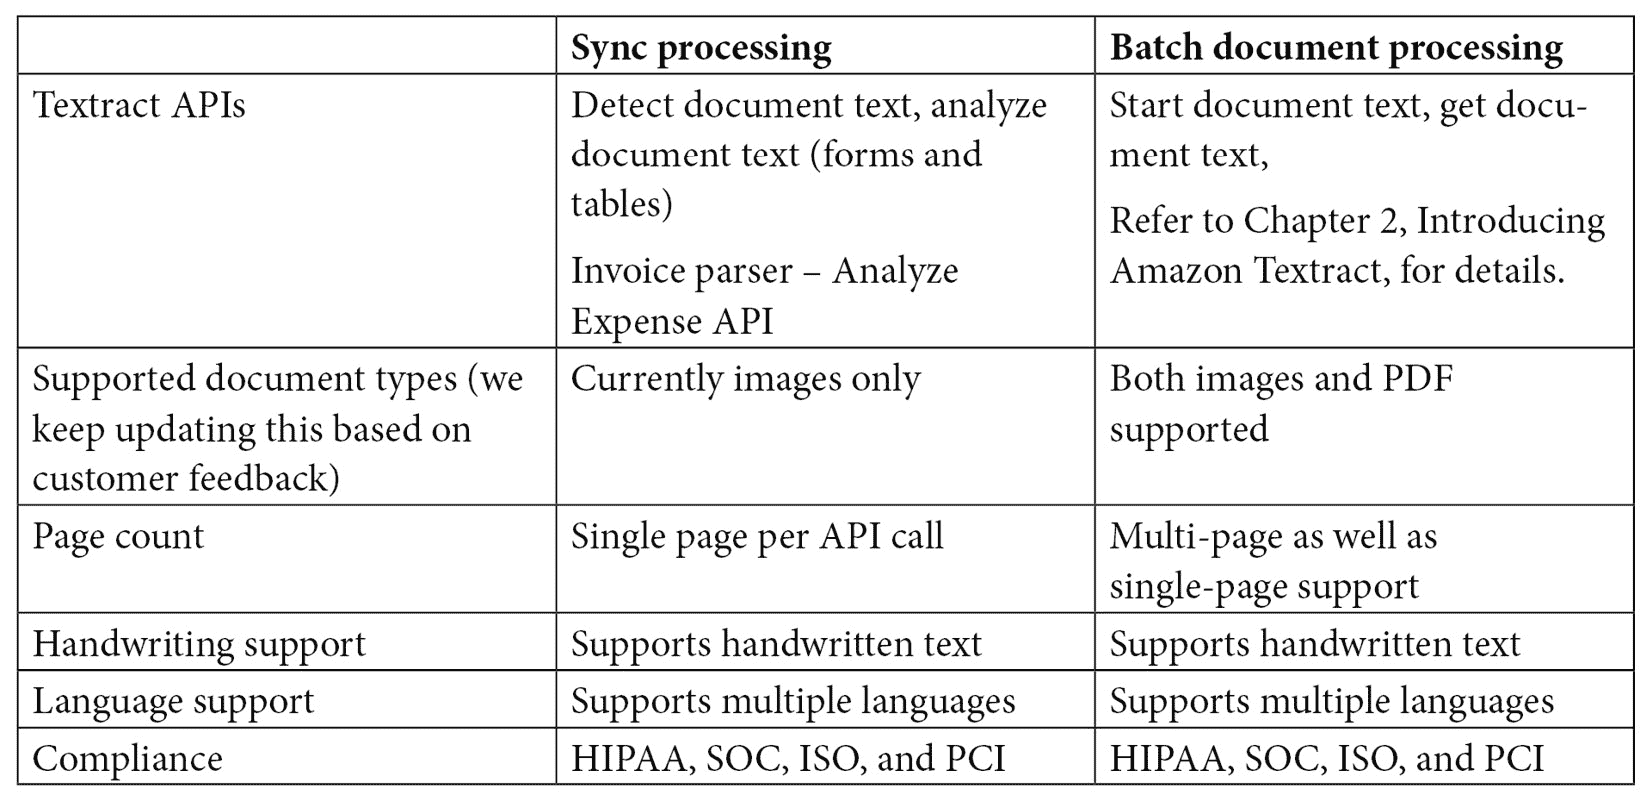 Sync processing
Batch document processing
Textract APIs
Detect document text, analyze
document text (forms and
tables)
Invoice parser – Analyze
Expense API
Start document text, get docu-
ment text,
Refer to Chapter 2, Introducing
Amazon Textract, for details.
Supported document types (we
keep updating this based on
customer feedback)
Currently images only
Both images and PDF
supported
Page count
Single page per API call
Multi-page as well as
single-page support
Handwriting support
Supports handwritten text
Supports handwritten text
Language support
Supports multiple languages
Supports multiple languages
Compliance
HIPAA, SOC, ISO, and PCI
HIPAA, SOC, ISO, and PCI